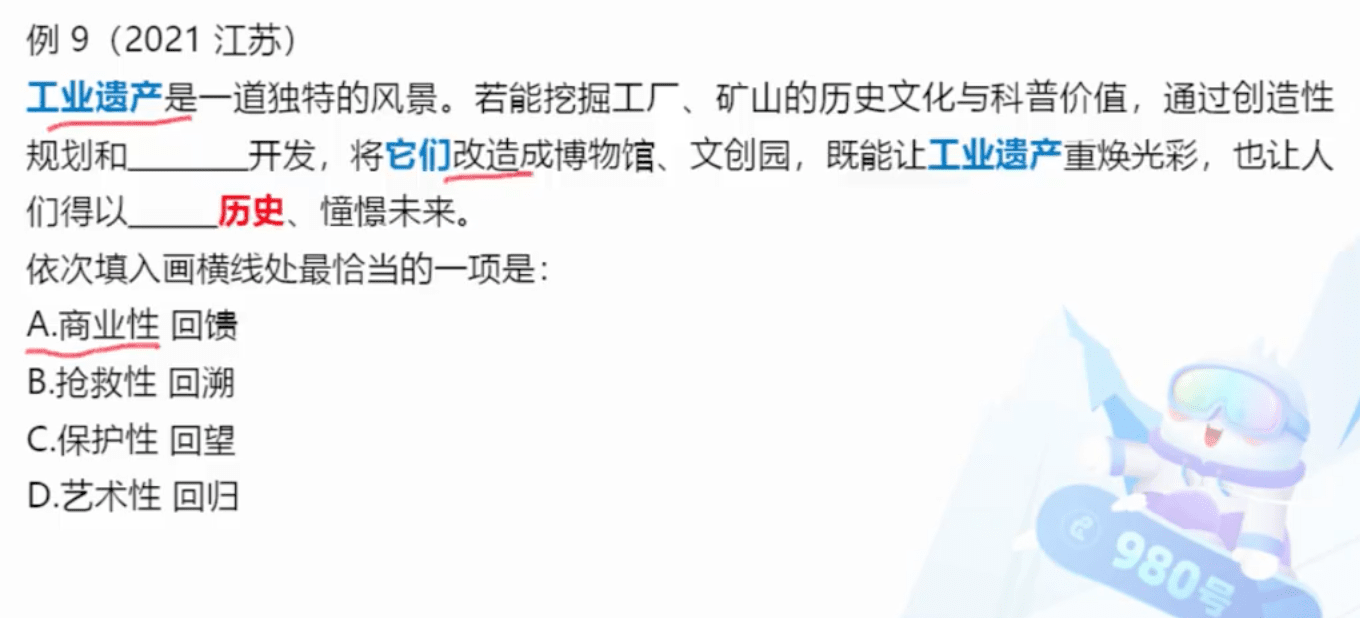 例 9（2021 江苏）
工业遗产是一道独特的风景。若能挖掘工厂、矿山的历史文化与科普价值，通过创造性
规划和_______开发，将它们改造成博物馆、文创园，既能让工业遗产重焕光彩，也让人
们得以_____历史、憧憬未来。
依次填入画横线处最恰当的一项是：
A.商业性 回馈
B.抢救性 回溯
C.保护性 回望
D.艺术性 回归
980号